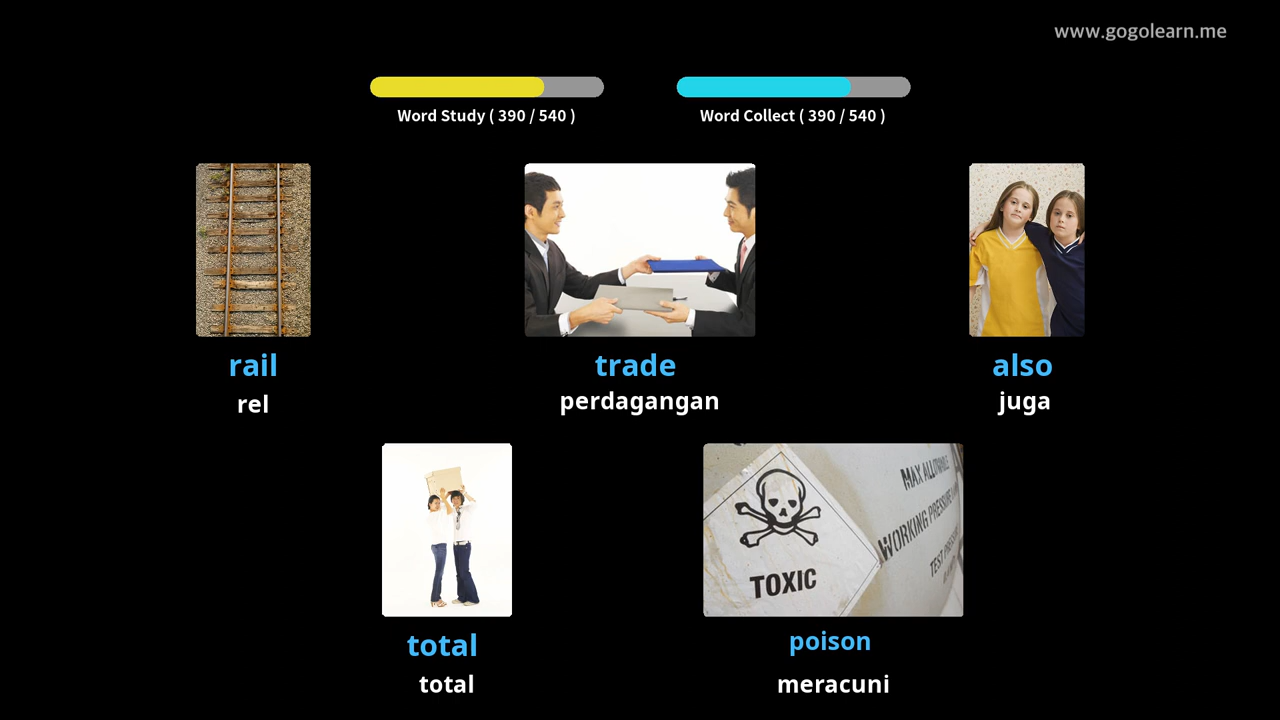 www.gogolearn.me
Word Study ( 390 / 540 )
Word Collect ( 390 / 540 )
rail
trade
also
rel
perdagangan
juga
MAX ALLOWABLE
WORKING PRESSURE
TEST PRESSURE
TOXIC
total
poison
total
meracuni